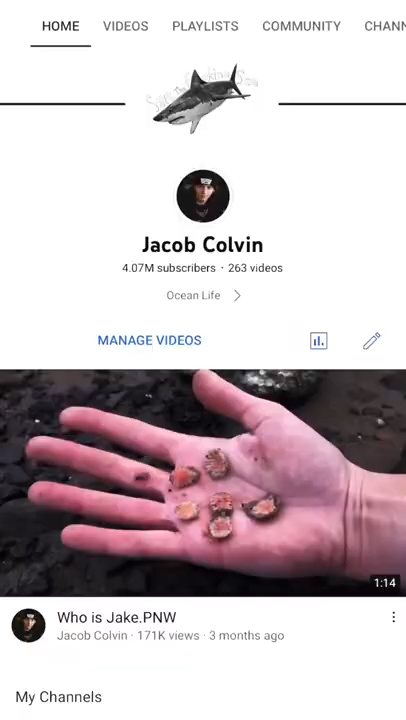 HOME VIDEOS PLAYLISTS COMMUNITY CHANN
Jacob Colvin
4.07M subscribers · 263 videos
Ocean Life
MANAGE VIDEOS
1:14
Who is Jake.PNW
Jacob Colvin · 171K views · 3 months ago
My Channels